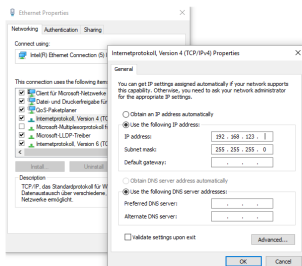 Ethernet Properties
Networking Authentication Sharing
Connect using:
Intel(R) Ethernet Connection (5) I
This connection uses the following item
Client für Microsoft-Netzwerke
Datei- und Druckerfreigabe für
QoS-Paketplaner
Internetprotokoll, Version 4 (TC
Microsoft-Multiplexorprotokoll f
Microsoft-LLDP-Treiber
Internetprotokoll, Version 6 (TC
Install...
Uninstall
Description
TCP/IP, das Standardprotokoll für W
Datenaustausch über verschiedene,
Netzwerke ermöglicht.
Internetprotokoll, Version 4 (TCP/IPv4) Properties
General
You can get IP settings assigned automatically if your network supports
this capability. Otherwise, you need to ask your network administrator
for the appropriate IP settings.
Obtain an IP address automatically
Use the following IP address:
IP address: 192 . 168 . 123 .
Subnet mask: 255 . 255 . 255 . 0
Default gateway: . . .
Obtain DNS server address automatically
Use the following DNS server addresses:
Preferred DNS server: . . .
Alternate DNS server: . . .
Validate settings upon exit
Advanced...
OK
Cancel